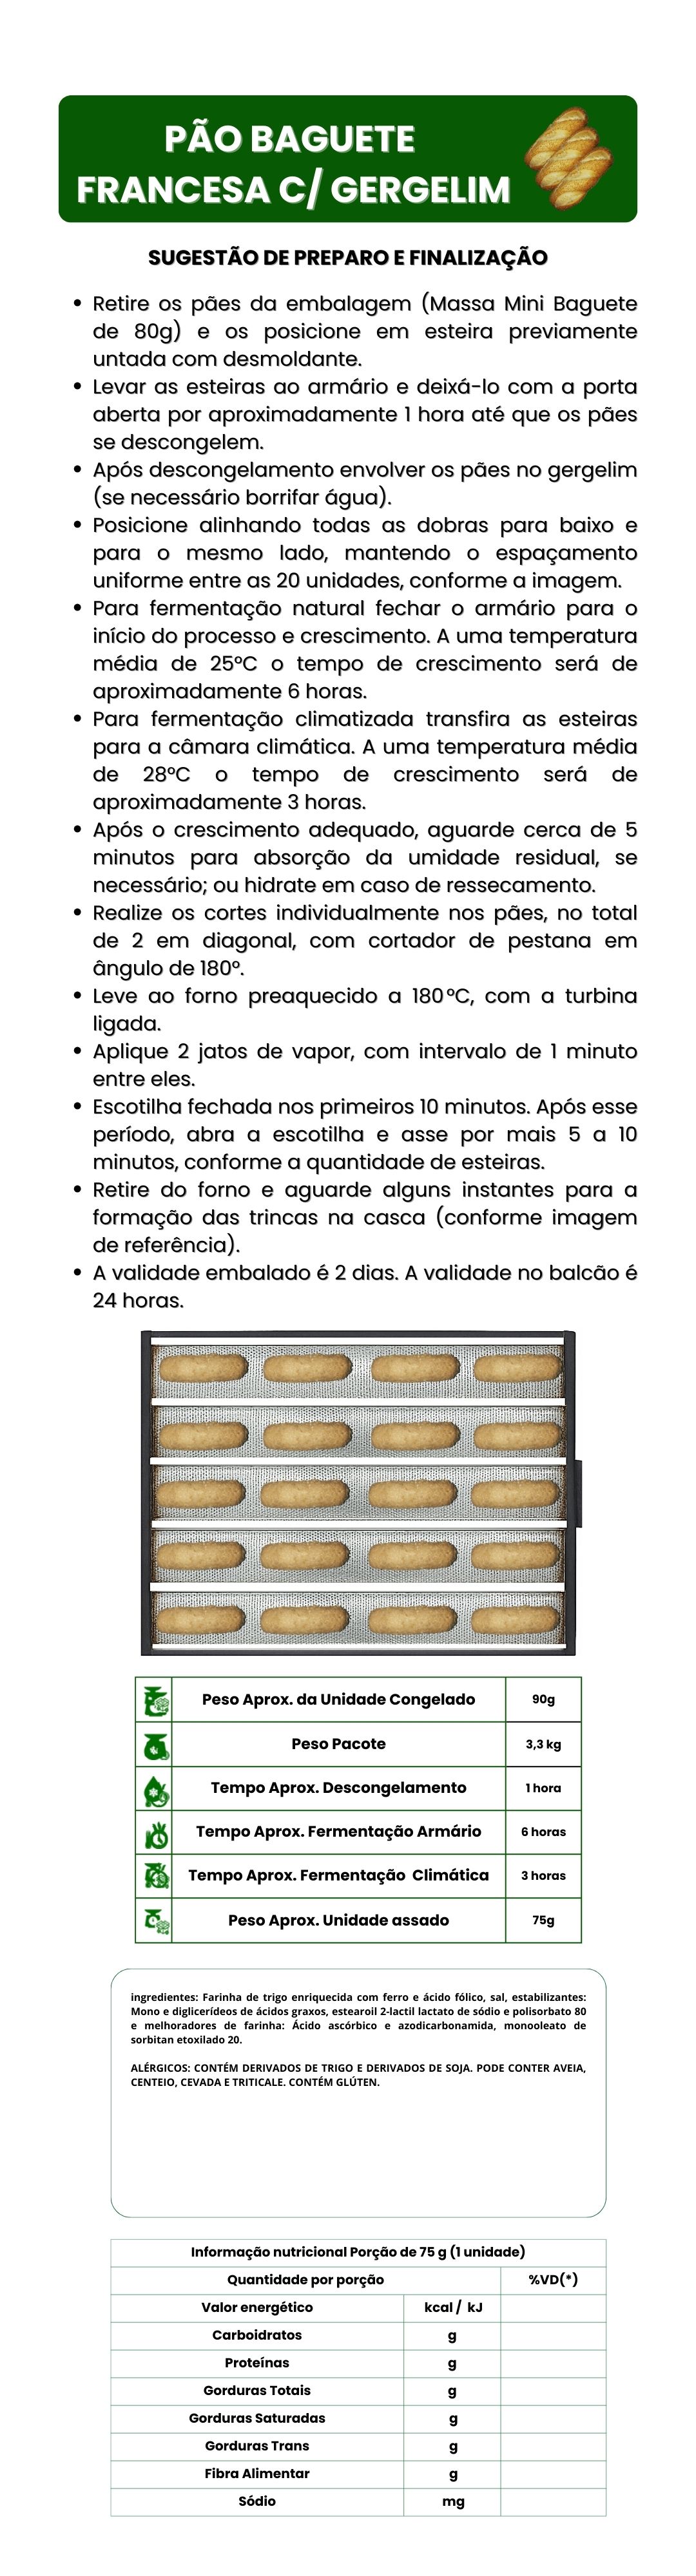 PÃO BAGUETE
FRANCESA C/ GERGELIM
SUGESTÃO DE PREPARO E FINALIZAÇÃO
• Retire os pães da embalagem (Massa Mini Baguete
de 80g) e os posicione em esteira previamente
untada com desmoldante.
• Levar as esteiras ao armário e deixá-lo com a porta
aberta por aproximadamente 1 hora até que os pães
se descongelem.
• Após descongelamento envolver os pães no gergelim
(se necessário borrifar água).
• Posicione alinhando todas as dobras para baixo e
para o mesmo lado, mantendo o espaçamento
uniforme entre as 20 unidades, conforme a imagem.
• Para fermentação natural fechar o armário para o
início do processo e crescimento. A uma temperatura
média de 25ºC o tempo de crescimento será de
aproximadamente 6 horas.
• Para fermentação climatizada transfira as esteiras
para a câmara climática. A uma temperatura média
de 28ºC o tempo de crescimento será de
aproximadamente 3 horas.
• Após o crescimento adequado, aguarde cerca de 5
minutos para absorção da umidade residual, se
necessário; ou hidrate em caso de ressecamento.
• Realize os cortes individualmente nos pães, no total
de 2 em diagonal, com cortador de pestana em
ângulo de 180º.
• Leve ao forno preaquecido a 180ºC, com a turbina
ligada.
• Aplique 2 jatos de vapor, com intervalo de 1 minuto
entre eles.
• Escotilha fechada nos primeiros 10 minutos. Após esse
período, abra a escotilha e asse por mais 5 a 10
minutos, conforme a quantidade de esteiras.
• Retire do forno e aguarde alguns instantes para a
formação das trincas na casca (conforme imagem
de referência).
• A validade embalado é 2 dias. A validade no balcão é
24 horas.
Peso Aprox. da Unidade Congelado 90g
Peso Pacote 3,3 kg
Tempo Aprox. Descongelamento 1 hora
Tempo Aprox. Fermentação Armário 6 horas
Tempo Aprox. Fermentação Climática 3 horas
Peso Aprox. Unidade assado 75g
ingredientes: Farinha de trigo enriquecida com ferro e ácido fólico, sal, estabilizantes:
Mono e diglicerídeos de ácidos graxos, estearoil 2-lactil lactato de sódio e polisorbato 80
e melhoradores de farinha: Ácido ascórbico e azodicarbonamida, monooleato de
sorbitan etoxilado 20.
ALÉRGICOS: CONTÉM DERIVADOS DE TRIGO E DERIVADOS DE SOJA. PODE CONTER AVEIA,
CENTEIO, CEVADA E TRITICALE. CONTÉM GLÚTEN.
Informação nutricional Porção de 75 g (1 unidade)
Quantidade por porção %VD(*)
Valor energético kcal / kJ
Carboidratos g
Proteínas g
Gorduras Totais g
Gorduras Saturadas g
Gorduras Trans g
Fibra Alimentar g
Sódio mg